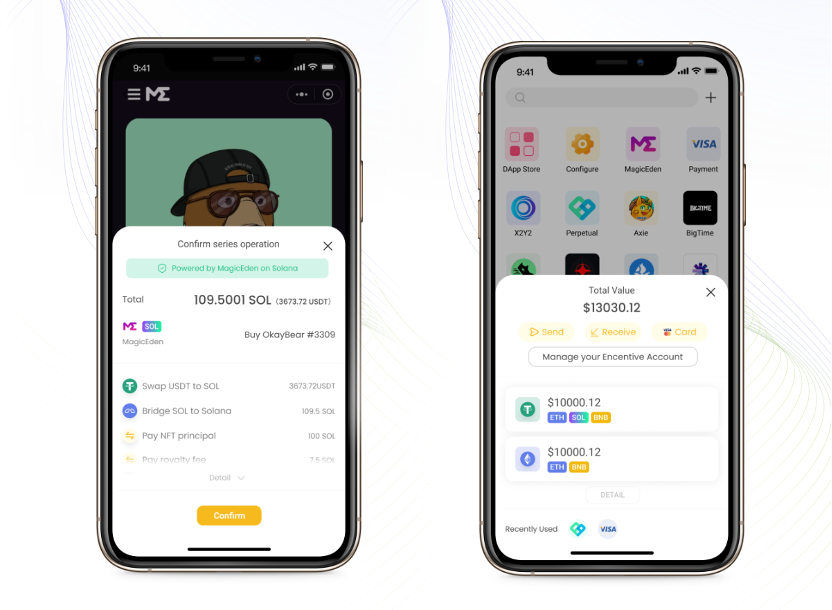 9:41
ME
Confirm series operation
Powered by MagicEden on Solana
Total 109.5001 SOL (3673.72 USDT)
ME SOL
MagicEden
Buy OkayBear #3309
Swap USDT to SOL 3673.72USDT
Bridge SOL to Solana 109.5 SOL
Pay NFT principal 100 SOL
Pay royalty fee 7.5 SOL
Detail
Confirm
9:41
DApp Store Configure MagicEden Payment
VISA
X2Y2 Perpetual Axie BigTime
BIGTIME
Total Value
$13030.12
Send Receive Card
Manage your Encentive Account
$10000.12
ETH SOL BNB
$10000.12
ETH BNB
DETAIL
Recently Used VISA